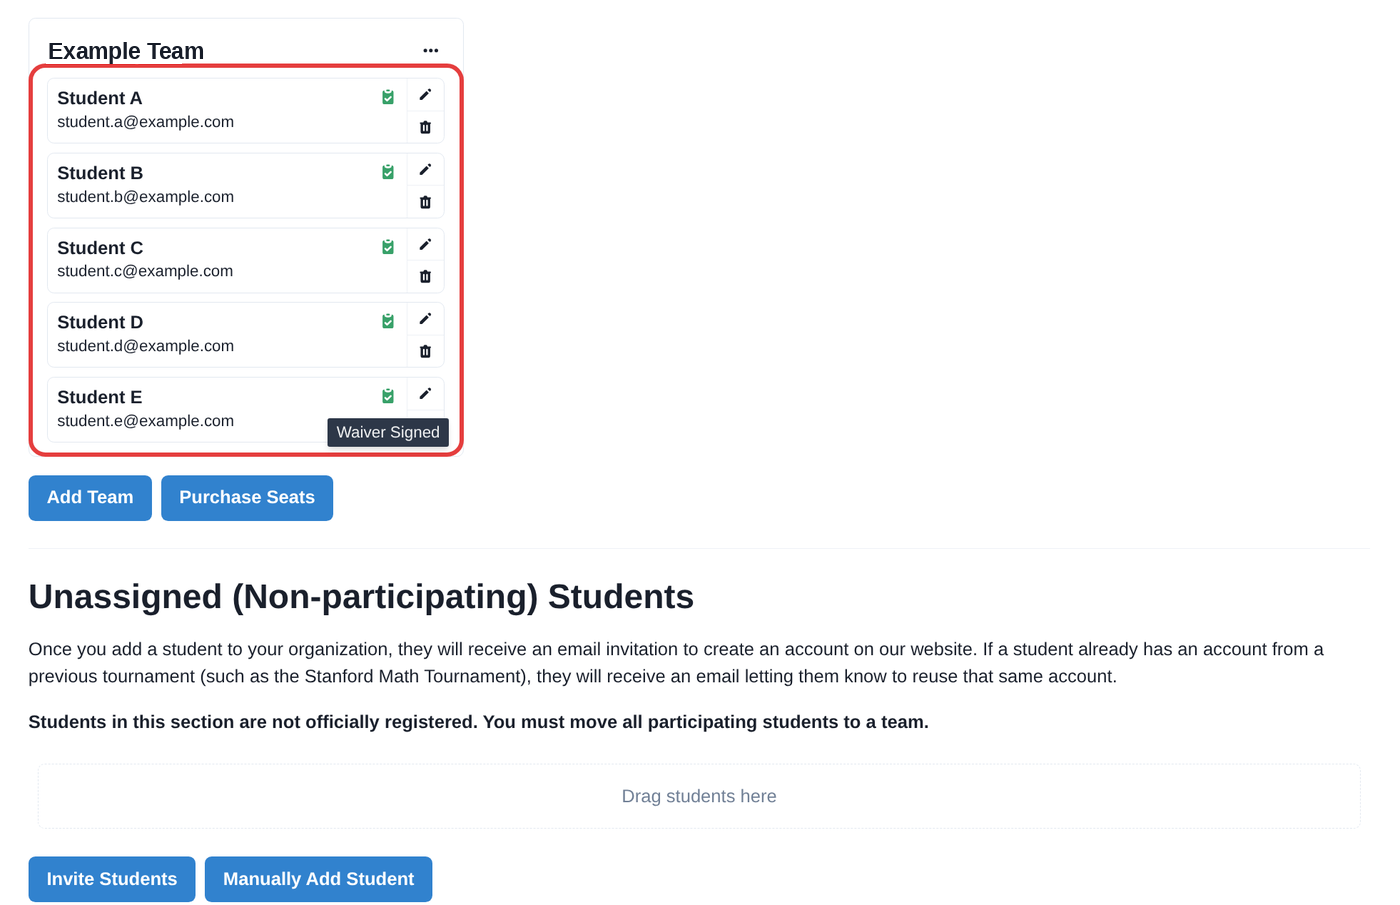 Example Team
Student A
student.a@example.com
Student B
student.b@example.com
Student C
student.c@example.com
Student D
student.d@example.com
Student E
student.e@example.com
Waiver Signed
Add Team
Purchase Seats
Unassigned (Non-participating) Students
Once you add a student to your organization, they will receive an email invitation to create an account on our website. If a student already has an account from a
previous tournament (such as the Stanford Math Tournament), they will receive an email letting them know to reuse that same account.
Students in this section are not officially registered. You must move all participating students to a team.
Drag students here
Invite Students
Manually Add Student